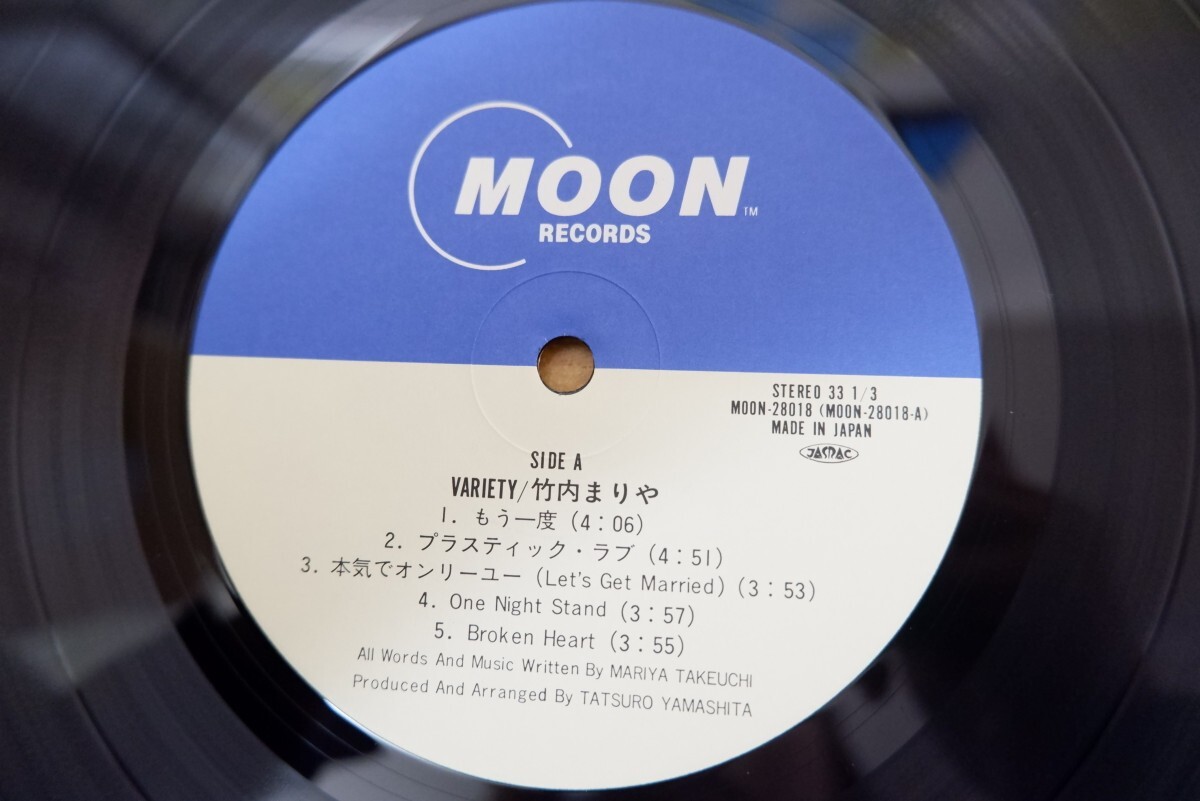 MOON TM
RECORDS
STEREO 33 1/3
MOON-28018 (MOON-28018-A)
MADE IN JAPAN
JASRAC
SIDE A
VARIETY/竹内まりや
1. もう一度 (4:06)
2. プラスティック・ラブ (4:51)
3. 本気でオンリーユー (Let's Get Married) (3:53)
4. One Night Stand (3:57)
5. Broken Heart (3:55)
All Words And Music Written By MARIYA TAKEUCHI
Produced And Arranged By TATSURO YAMASHITA